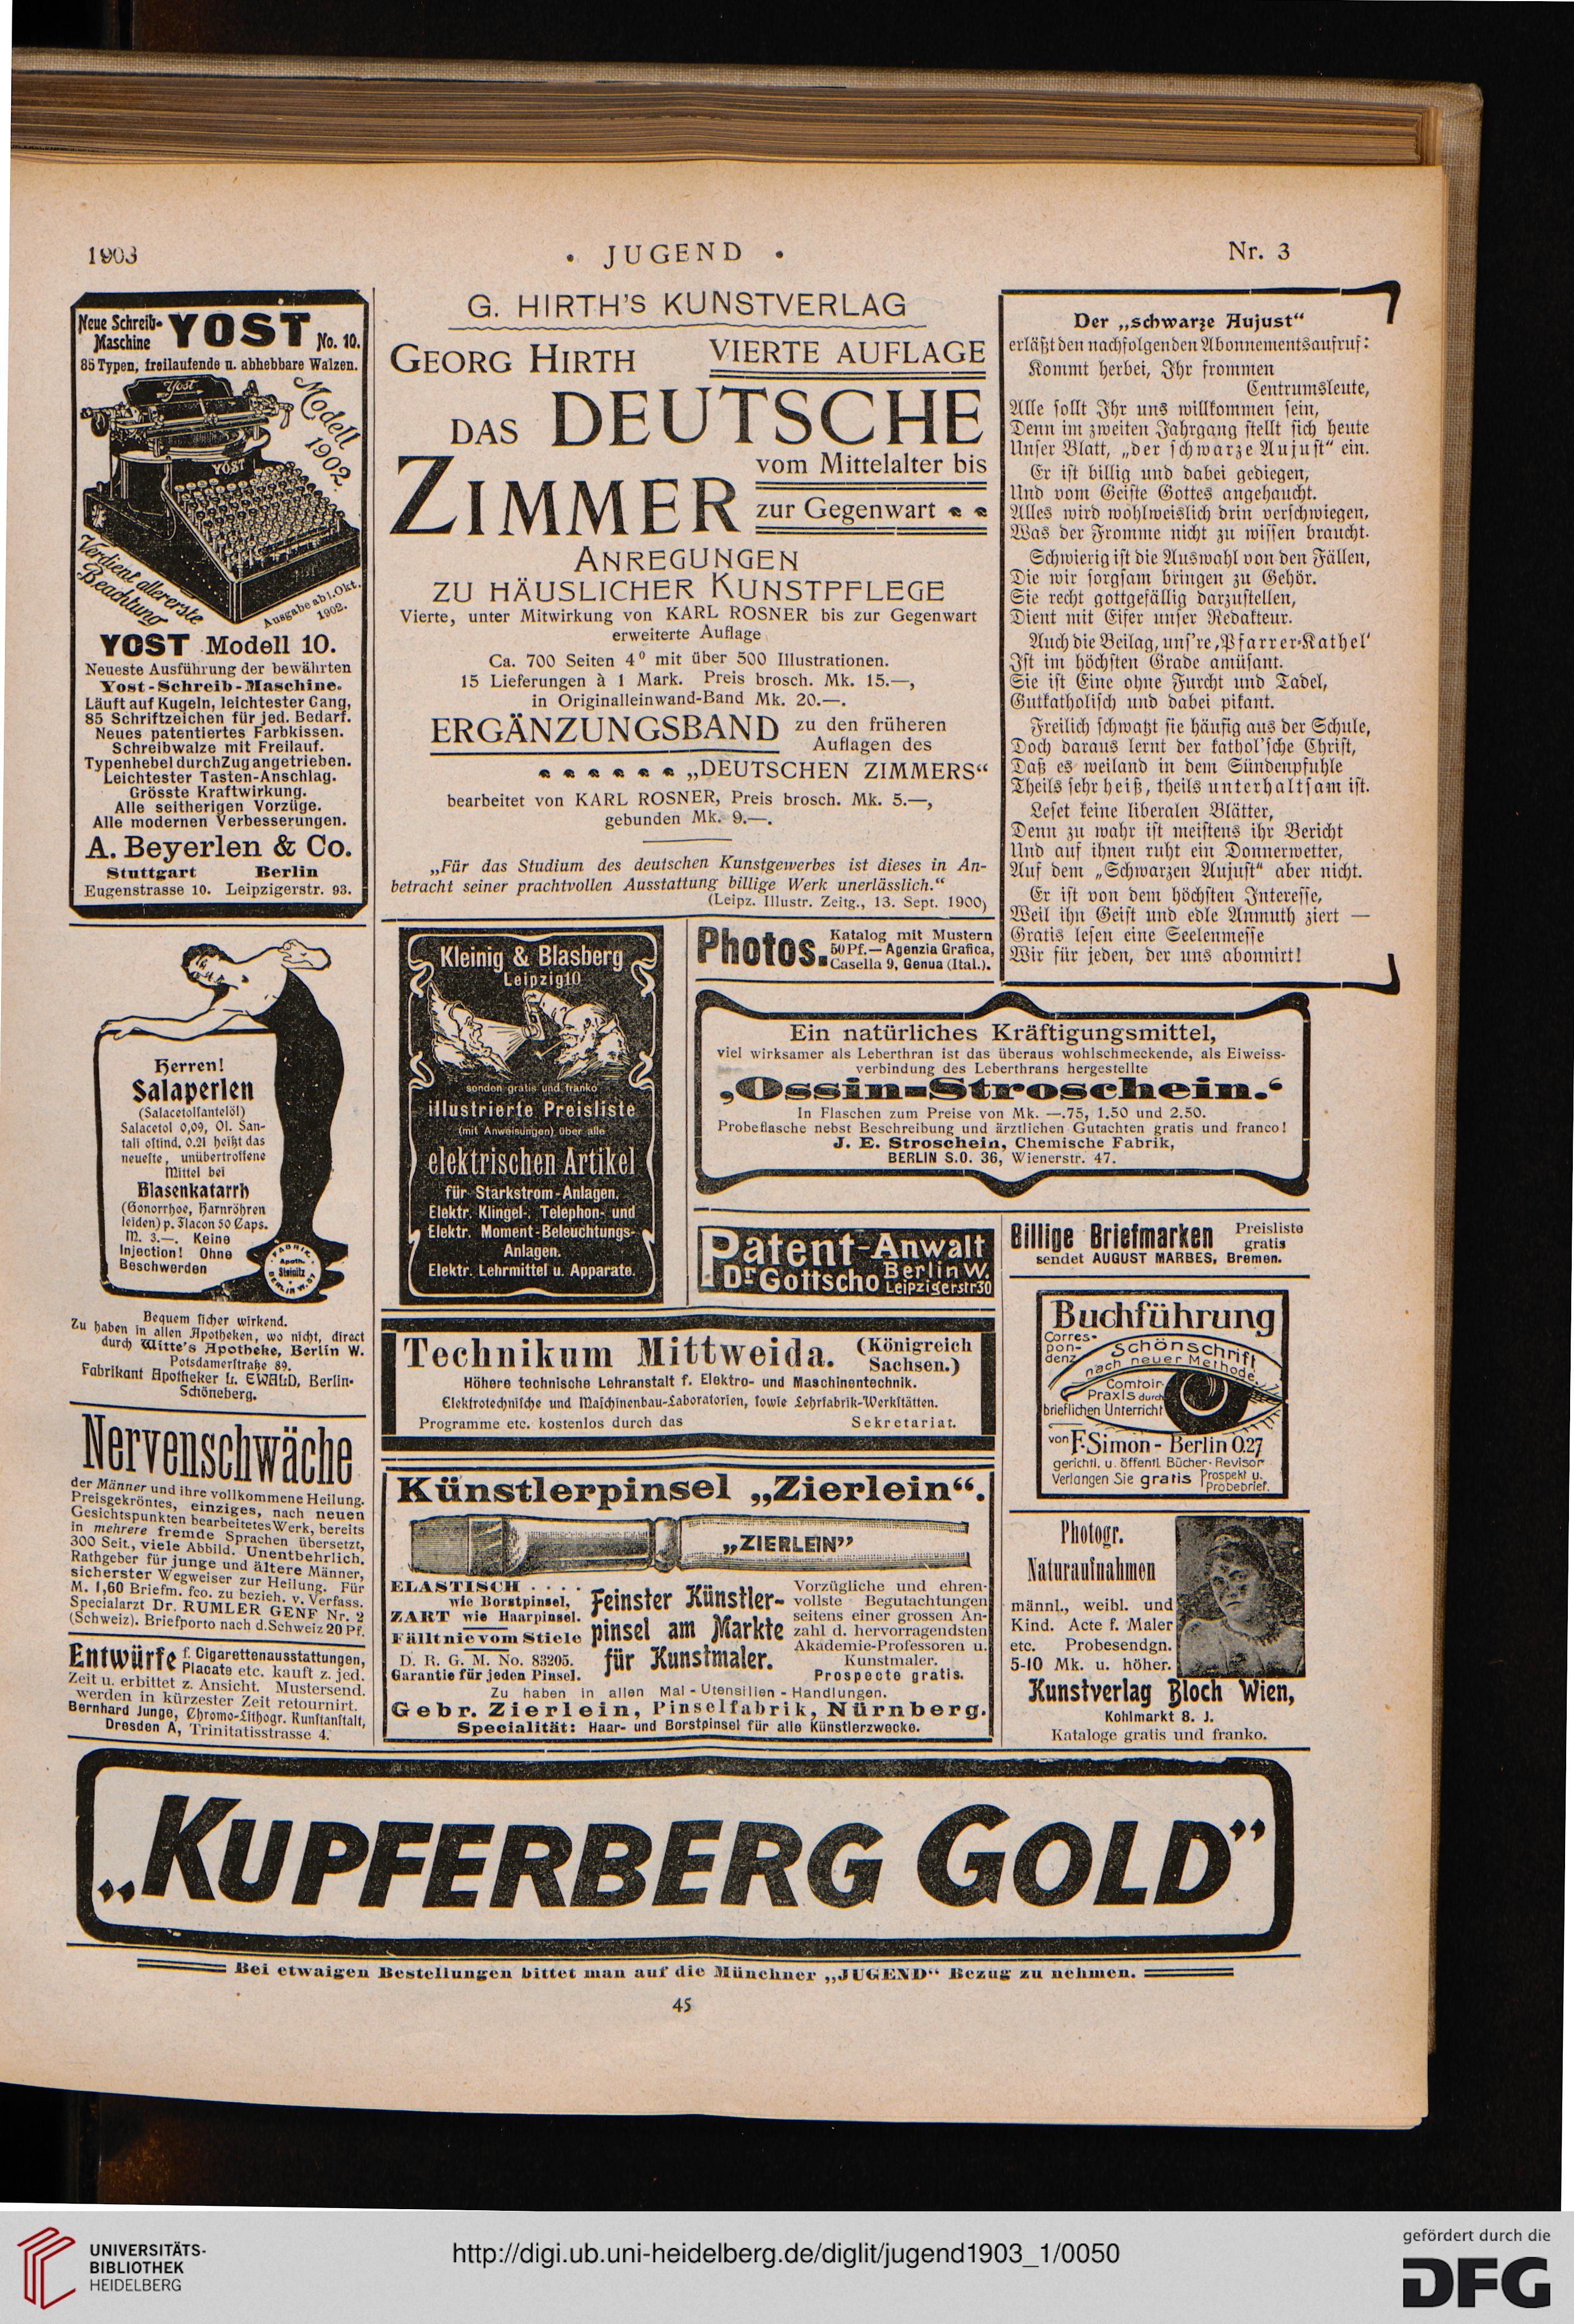 1903
• JUGEND •
Nr. 3
Neue Schreib-
Maschine
YOST
No. 10.
85 Typen, freilaufende u. abhebbare Walzen.
Yost
Modell
1902.
YOST
Verdient allererste
Beachtung
Ausgabe ab 1. Okt.
1902.
YOST Modell 10.
Neueste Ausführung der bewährten
Yost-Schreib-Maschine.
Läuft auf Kugeln, leichtester Gang,
85 Schriftzeichen für jed. Bedarf.
Neues patentiertes Farbkissen.
Schreibwalze mit Freilauf.
Typenhebel durch Zug angetrieben.
Leichtester Tasten-Anschlag.
Grösste Kraftwirkung.
Alle seitherigen Vorzüge.
Alle modernen Verbesserungen.
A. Beyerlen & Co.
Stuttgart Berlin
Eugenstrasse 10. Leipzigerstr. 93.
Herren!
Salaperlen
(Salacetolsantelöl)
Salacetol 0,09, Ol. San-
tali ostind. 0.21 heißt das
neueste, unübertroffene
Mittel bei
Blasenkatarrh
(Gonorrhoe, Harnröhren
leiden) p. Flacon 50 Caps.
M. 3.—. Keine
Injection! Ohne
Beschwerden
FABRIK
Apoth.
Steinitz
BERLIN W.57
Bequem sicher wirkend.
Zu haben in allen Apotheken, wo nicht, direct
durch Witte's Apotheke, Berlin W.
Potsdamerstraße 89.
Fabrikant Apotheker Lr. EWALD, Berlin-
Schöneberg.
Nervenschwäche
der Männer und ihre vollkommene Heilung.
Preisgekröntes, einziges, nach neuen
Gesichtspunkten bearbeitetes Werk, bereits
in mehrere fremde Sprachen übersetzt,
300 Seit., viele Abbild. Unentbehrlich.
Rathgeber für junge und ältere Männer,
sicherster Wegweiser zur Heilung. Für
M. 1,60 Briefm. fco. zu bezieh. v. Verfass.
Specialarzt Dr. RUMLER GENF Nr. 2
(Schweiz). Briefporto nach d. Schweiz 20 Pf.
Entwürfe f. Cigarettenausstattungen,
Placate etc. kauft z. jed.
Zeit u. erbittet z. Ansicht. Mustersend.
werden in kürzester Zeit retournirt.
Bernhard Junge, Chromo-Lithogr. Kunstanstalt,
Dresden A, Trinitatisstrasse 4.
G. HIRTH'S KUNSTVERLAG
GEORG HIRTH VIERTE AUFLAGE
DAS DEUTSCHE
ZIMMER vom Mittelalter bis
zur Gegenwart
ANREGUNGEN
ZU HÄUSLICHER KUNSTPFLEGE
Vierte, unter Mitwirkung von KARL ROSNER bis zur Gegenwart
erweiterte Auflage
Ca. 700 Seiten 4° mit über 500 Illustrationen.
15 Lieferungen à 1 Mark. Preis brosch. Mk. 15.—,
in Originalleinwand-Band Mk. 20.—.
ERGÄNZUNGSBAND zu den früheren
Auflagen des
„DEUTSCHEN ZIMMERS“
bearbeitet von KARL ROSNER, Preis brosch. Mk. 5.—,
gebunden Mk. 9.—.
„Für das Studium des deutschen Kunstgewerbes ist dieses in An-
betracht seiner prachtvollen Ausstattung billige Werk unerlässlich.“
(Leipz. Illustr. Zeitg., 13. Sept. 1900)
Kleinig & Blasberg
Leipzig 10
senden gratis und franko
illustrierte Preisliste
(mit Anweisungen) über alle
elektrischen Artikel
für Starkstrom-Anlagen.
Elektr. Klingel-. Telephon- und
Elektr. Moment-Beleuchtungs-
Anlagen.
Elektr. Lehrmittel u. Apparate.
Photos. Katalog mit Mustern
50 Pf. — Agenzia Grafica,
Casella 9, Genua (Ital.).
Der „schwarze Aujust“
erläßt den nachfolgenden Abonnementsaufruf:
Kommt herbei, Ihr frommen
Centrumsleute,
Alle sollt Ihr uns willkommen sein,
Denn im zweiten Jahrgang stellt sich heute
Unser Blatt, „der schwarze Aujust“ ein.
Er ist billig und dabei gediegen,
Und vom Geiste Gottes angehaucht.
Alles wird wohlweislich drin verschwiegen,
Was der Fromme nicht zu wissen braucht.
Schwierig ist die Auswahl von den Fällen,
Die wir sorgsam bringen zu Gehör.
Sie recht gottgefällig darzustellen,
Dient mit Eifer unser Redakteur.
Auch die Beilag, uns're ‚Pfarrer-Kathel‘
Ist im höchsten Grade amüsant.
Sie ist Eine ohne Furcht und Tadel,
Gutkatholisch und dabei pikant.
Freilich schwatzt sie häufig aus der Schule,
Doch daraus lernt der kathol'sche Christ,
Daß es weiland in dem Sündenpfuhle
Theils sehr heiß, theils unterhaltsam ist.
Leset keine liberalen Blätter,
Denn zu wahr ist meistens ihr Bericht
Und auf ihnen ruht ein Donnerwetter,
Auf dem „Schwarzen Aujust“ aber nicht.
Er ist von dem höchsten Interesse,
Weil ihn Geist und edle Anmuth ziert —
Gratis lesen eine Seelenmesse
Wir für jeden, der uns abonnirt!
Ein natürliches Kräftigungsmittel,
viel wirksamer als Leberthran ist das überaus wohlschmeckende, als Eiweiss-
verbindung des Leberthrans hergestellte
‚Ossin-Stroschein.‘
In Flaschen zum Preise von Mk. —.75, 1.50 und 2.50.
Probeflasche nebst Beschreibung und ärztlichen Gutachten gratis und franco!
J. E. Stroschein, Chemische Fabrik,
BERLIN S.O. 36, Wienerstr. 47.
Patent-Anwalt
Dr. Gottscho Berlin W.
Leipzigerstr. 30
Billige Briefmarken Preisliste
gratis
sendet AUGUST MARBES, Bremen.
Technikum Mittweida. (Königreich
Sachsen.)
Höhere technische Lehranstalt f. Elektro- und Maschinentechnik.
Elektrotechnische und Maschinenbau-Laboratorien, sowie Lehrfabrik-Werkstätten.
Programme etc. kostenlos durch das Sekretariat.
Künstlerpinsel „Zierlein“.
„ZIERLEIN”
ELASTISCH . . . .
wie Borstpinsel,
ZART wie Haarpinsel.
Fällt nie vom Stiele
D. R. G. M. No. 83205.
Garantie für jeden Pinsel.
Feinster Künstler-
pinsel am Markte
für Kunstmaler.
Vorzügliche und ehren-
vollste Begutachtungen
seitens einer grossen An-
zahl d. hervorragendsten
Akademie-Professoren u.
Kunstmaler.
Prospecte gratis.
Zu haben in allen Mal-Utensilien-Handlungen.
Gebr. Zierlein, Pinselfabrik, Nürnberg.
Specialität: Haar- und Borstpinsel für alle Künstlerzwecke.
Buchführung
Corres-
pon-
denz
Schönschrift
nach neuer Methode.
Comtoir-
Praxis durch
brieflichen Unterricht
von F. Simon - Berlin O.27
gerichtl. u. öffentl. Bücher-Revisor
Verlangen Sie gratis Prospekt u.
Probebrief.
Photogr.
Naturaufnahmen
männl., weibl. und
Kind. Acte f. Maler
etc. Probesendgn.
5-10 Mk. u. höher.
Kunstverlag Bloch Wien,
Kohlmarkt 8. J.
Kataloge gratis und franko.
„KUPFERBERG GOLD”
Bei etwaigen Bestellungen bittet man auf die Münchner „JUGEND“ Bezug zu nehmen.
45
UNIVERSITÄTS-
BIBLIOTHEK
HEIDELBERG
http://digi.ub.uni-heidelberg.de/diglit/jugend1903_1/0050
gefördert durch die
DFG